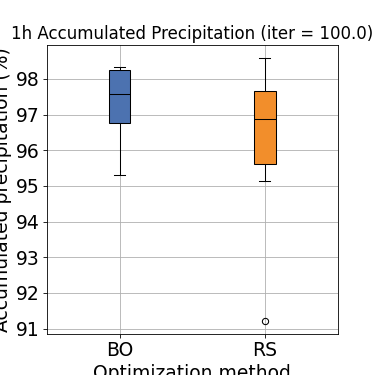 1h Accumulated Precipitation (iter = 100.0)
Accumulated precipitation (%)
98
97
96
95
94
93
92
91
BO RS
Optimization method